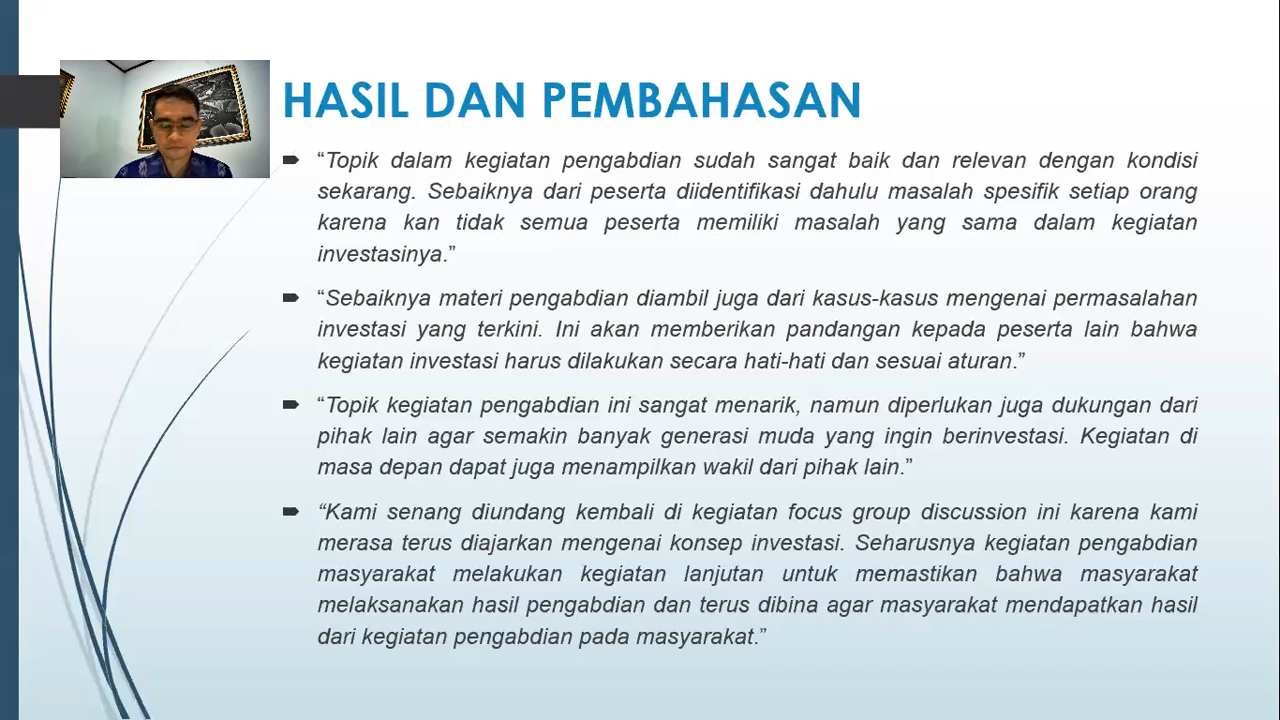 HASIL DAN PEMBAHASAN
“Topik dalam kegiatan pengabdian sudah sangat baik dan relevan dengan kondisi
sekarang. Sebaiknya dari peserta diidentifikasi dahulu masalah spesifik setiap orang
karena kan tidak semua peserta memiliki masalah yang sama dalam kegiatan
investasinya.”
“Sebaiknya materi pengabdian diambil juga dari kasus-kasus mengenai permasalahan
investasi yang terkini. Ini akan memberikan pandangan kepada peserta lain bahwa
kegiatan investasi harus dilakukan secara hati-hati dan sesuai aturan.”
“Topik kegiatan pengabdian ini sangat menarik, namun diperlukan juga dukungan dari
pihak lain agar semakin banyak generasi muda yang ingin berinvestasi. Kegiatan di
masa depan dapat juga menampilkan wakil dari pihak lain.”
“Kami senang diundang kembali di kegiatan focus group discussion ini karena kami
merasa terus diajarkan mengenai konsep investasi. Seharusnya kegiatan pengabdian
masyarakat melakukan kegiatan lanjutan untuk memastikan bahwa masyarakat
melaksanakan hasil pengabdian dan terus dibina agar masyarakat mendapatkan hasil
dari kegiatan pengabdian pada masyarakat.”